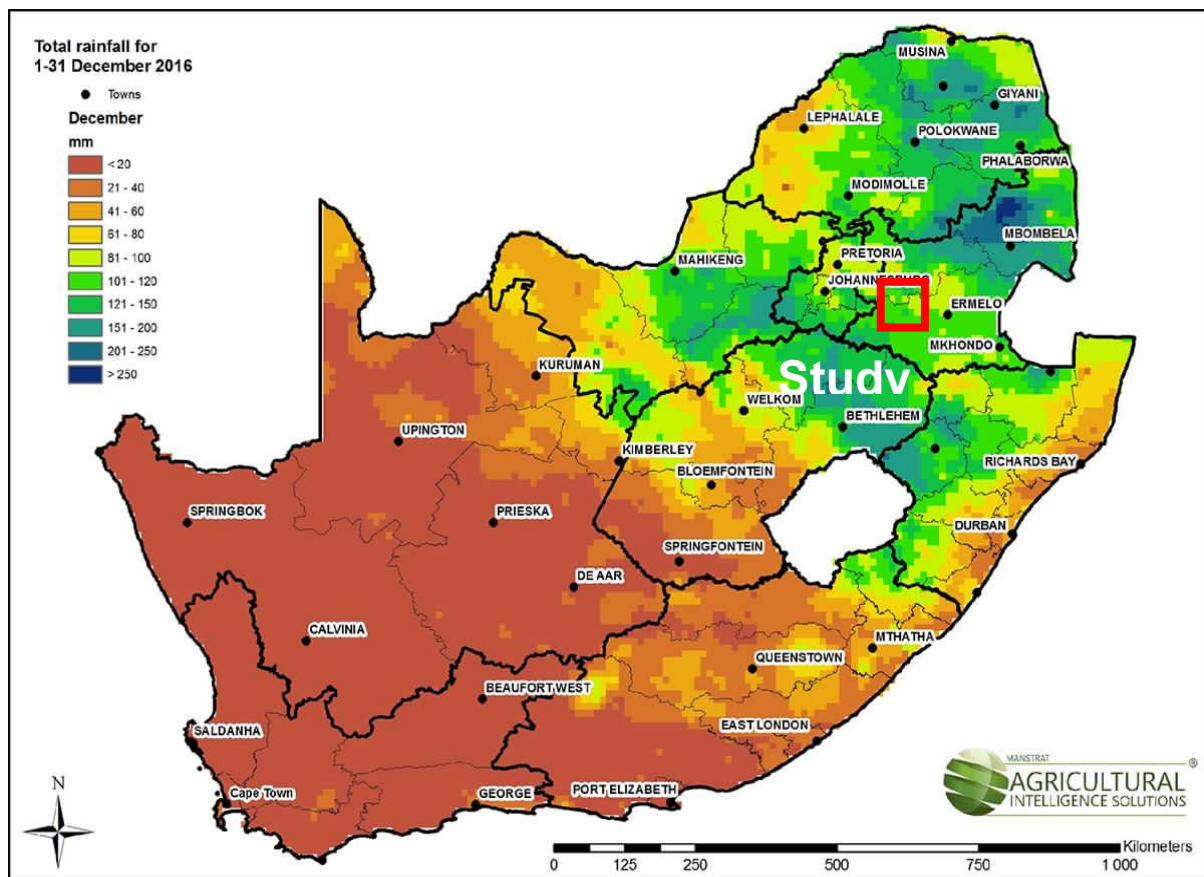 Total rainfall for
1-31 December 2016
Towns
December
mm
< 20
21 - 40
41 - 60
61 - 80
81 - 100
101 - 120
121 - 150
151 - 200
201 - 250
> 250
MUSINA
GIYANI
LEPHALALE
POLOKWANE
PHALABORWA
MODIMOLLE
MBOMBELA
PRETORIA
MAHIKENG
JOHANNESBURG
ERMELO
MKHONDO
KURUMAN
Studv
WELKOM
BETHLEHEM
UPINGTON
KIMBERLEY
BLOEMFONTEIN
RICHARDS BAY
SPRINGBOK
PRIESKA
DURBAN
SPRINGFONTEIN
DE AAR
CALVINIA
MTHATHA
QUEENSTOWN
BEAUFORT WEST
EAST LONDON
SALDANHA
Cape Town
GEORGE
PORT ELIZABETH
N
MANSTRAT
AGRICULTURAL ®
INTELLIGENCE SOLUTIONS
Kilometers
0 125 250 500 750 1 000